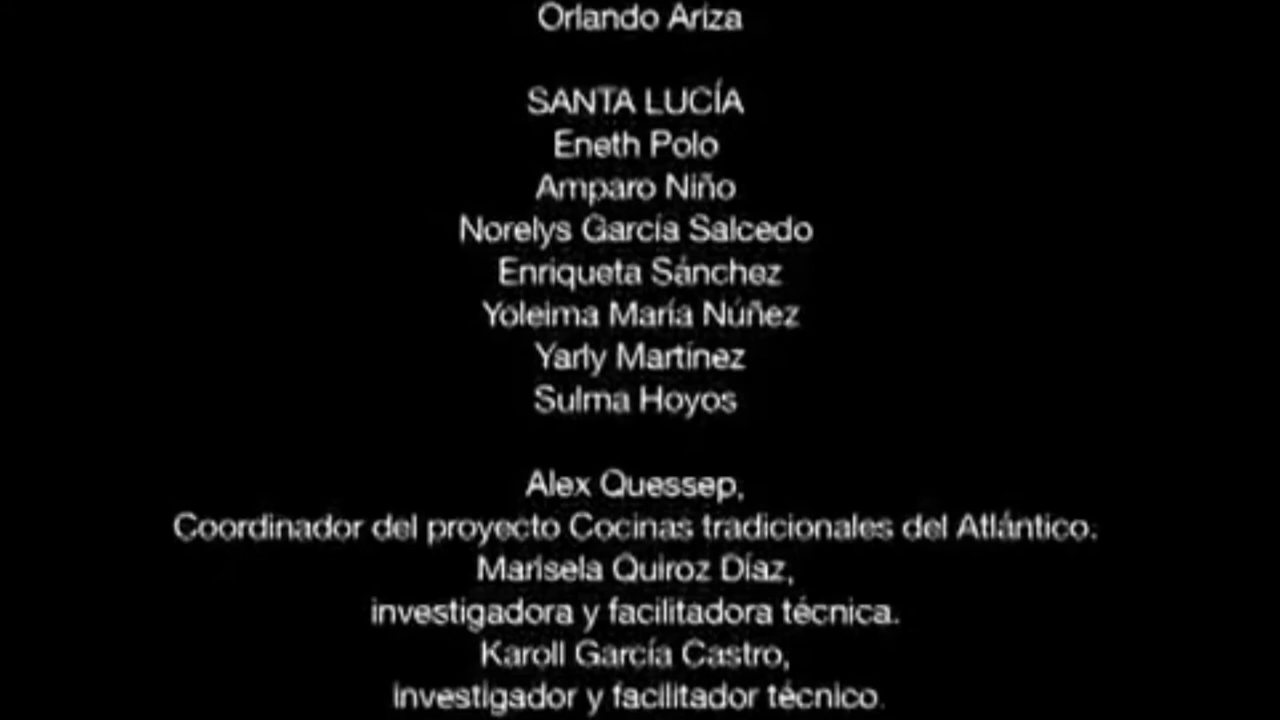 Orlando Ariza
SANTA LUCÍA
Eneth Polo
Amparo Niño
Norelys García Salcedo
Enriqueta Sánchez
Yoleima María Núñez
Yarly Martínez
Sulma Hoyos
Alex Quessep,
Coordinador del proyecto Cocinas tradicionales del Atlántico.
Marisela Quiroz Díaz,
investigadora y facilitadora técnica.
Karoll García Castro,
investigador y facilitador técnico.